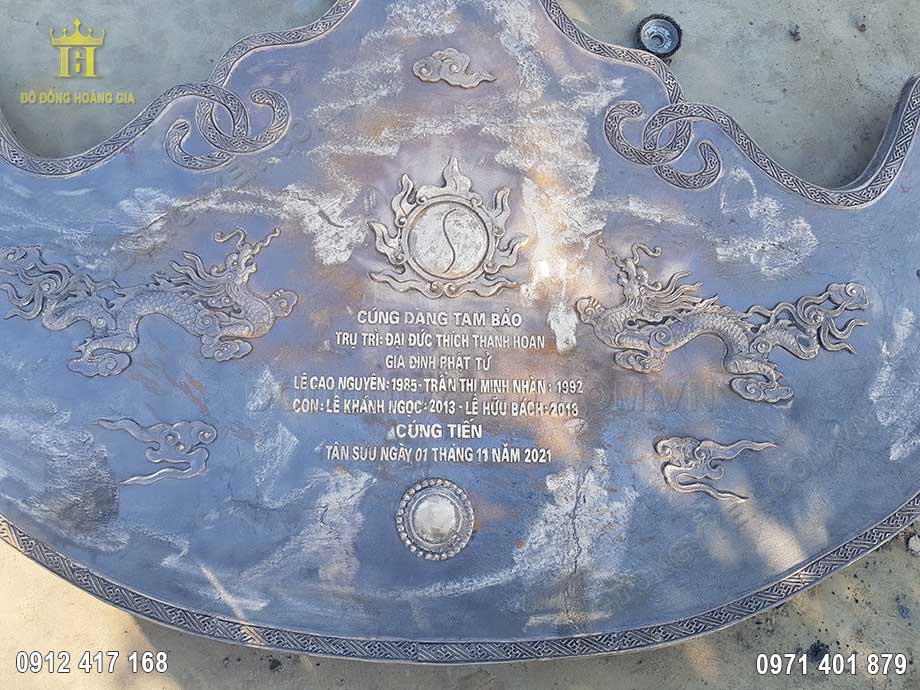 ĐỒ ĐỒNG HOÀNG GIA
CÚNG DANG TAM BẢO
TRỤ TRÌ: ĐẠI ĐỨC THÍCH THANH HOAN
GIA ĐÌNH PHẬT TỬ
LÊ CAO NGUYÊN: 1985 - TRẦN THỊ MINH NHÂN : 1992
CON: LÊ KHÁNH NGỌC: 2013 - LÊ HỮU BÁCH: 2018
CÚNG TIẾN
TÂN SỬU NGÀY 01 THÁNG 11 NĂM 2021
0912 417 168
0971 401 879